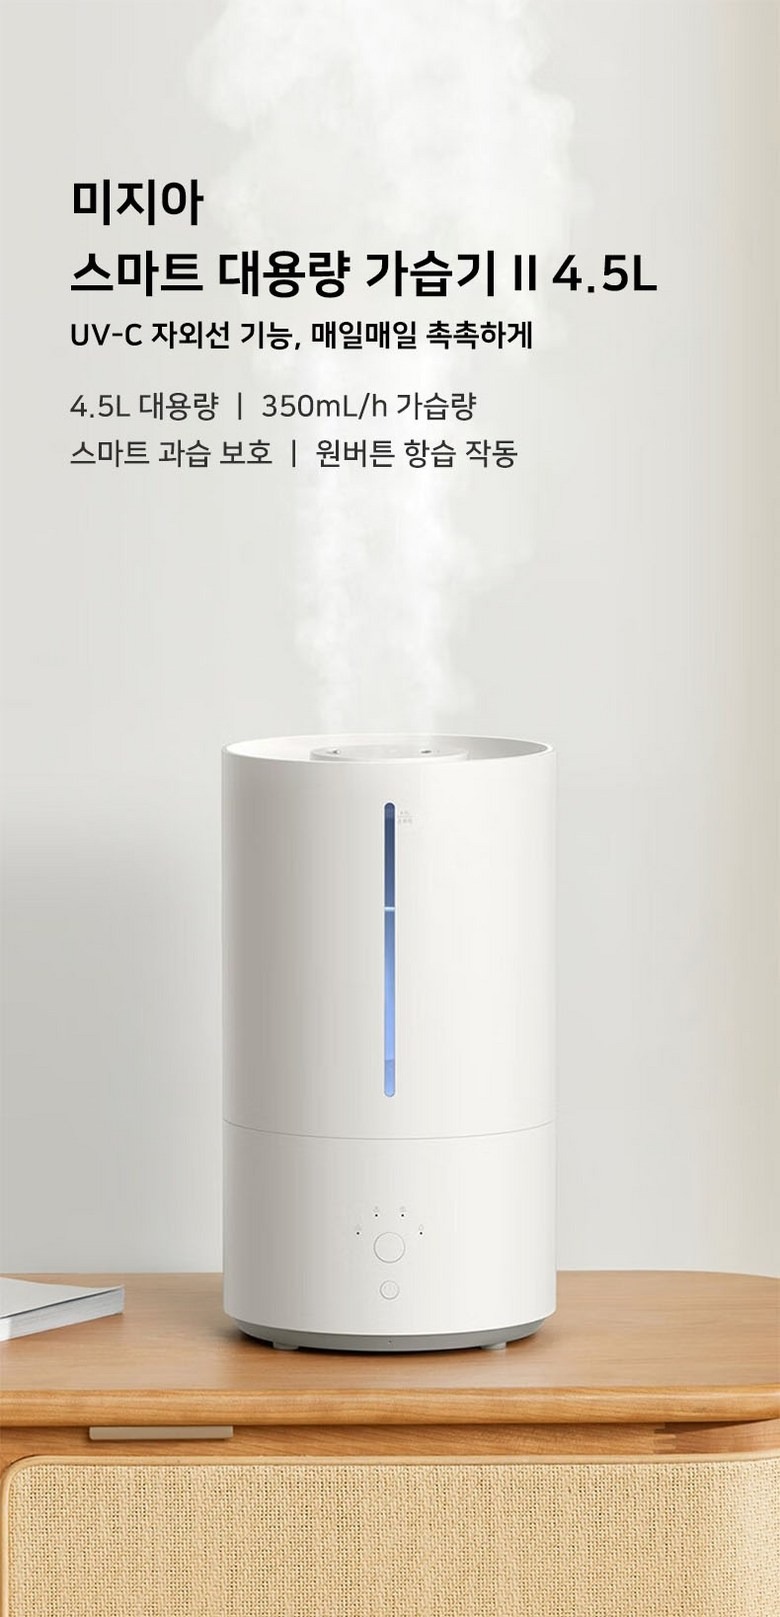 미지아
스마트 대용량 가습기 II 4.5L
UV-C 자외선 기능, 매일매일 촉촉하게
4.5L 대용량 | 350mL/h 가습량
스마트 과습 보호 | 원버튼 항습 작동